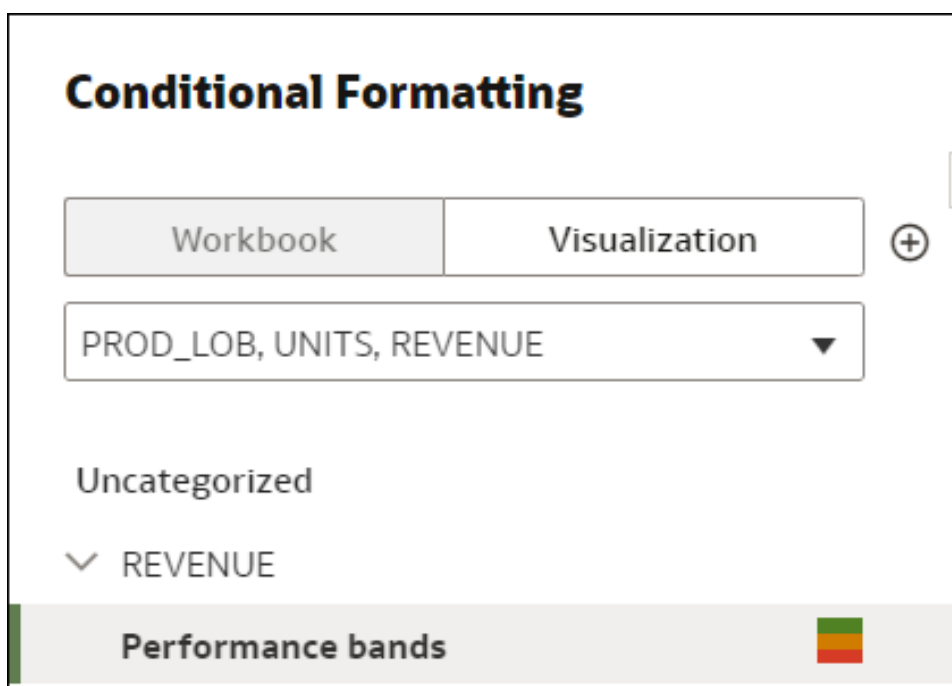 Conditional Formatting
Workbook Visualization
PROD_LOB, UNITS, REVENUE
Uncategorized
REVENUE
Performance bands